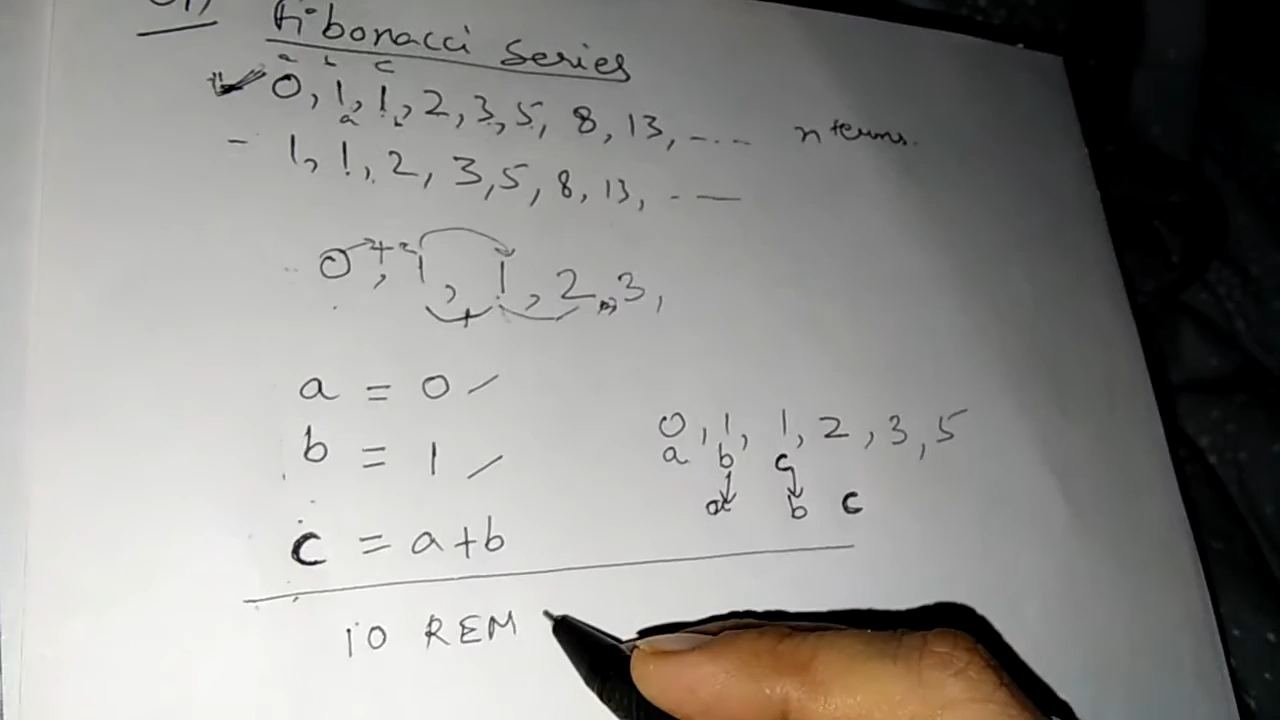 Fibonacci Series
a b c
0, 1, 1, 2, 3, 5, 8, 13, .... n terms.
a b
- 1, 1, 2, 3, 5, 8, 13, - —
0 + 1, 1, 2, 3,
+
a = 0
b = 1
c = a+b
0, 1, 1, 2, 3, 5
a b c
a b c
10 REM